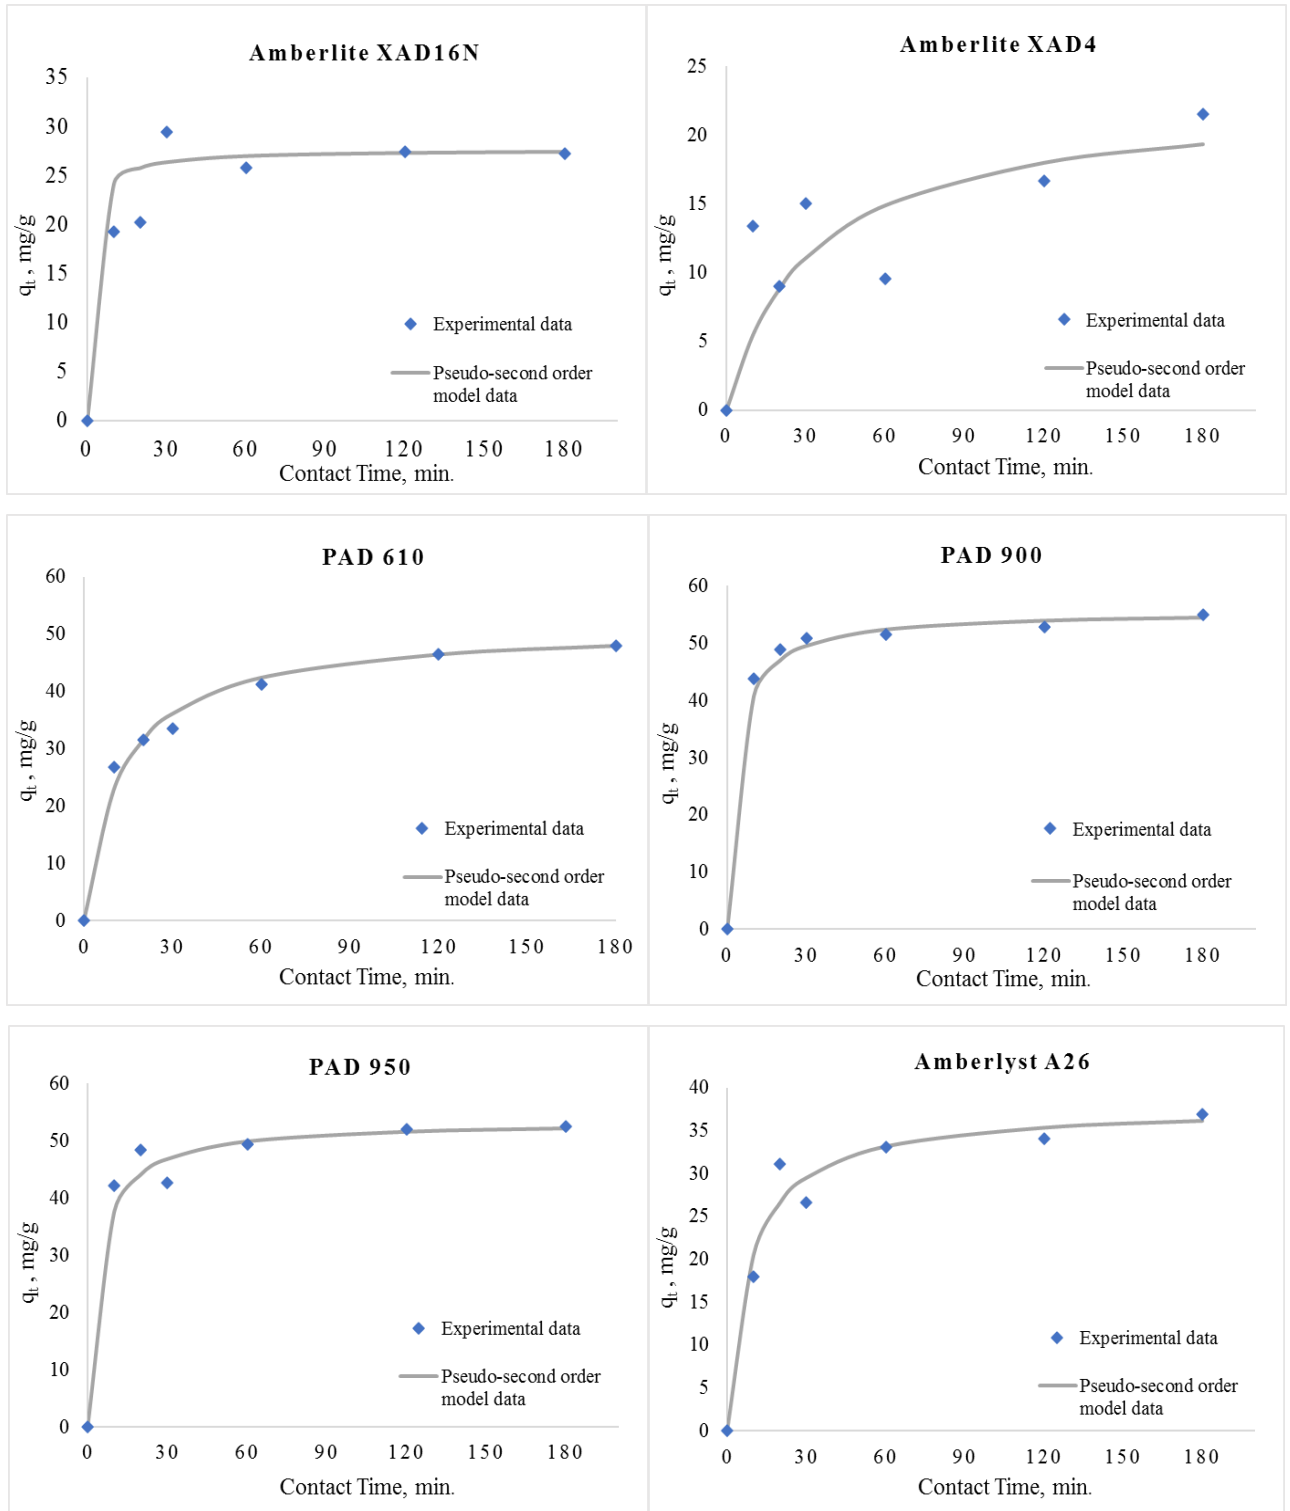 Amberlite XAD16N
35
30
25
20
15
10
5
0
q_t , mg/g
0 30 60 90 120 150 180
Contact Time, min.
Experimental data
Pseudo-second order
model data
Amberlite XAD4
25
20
15
10
5
0
q_t , mg/g
0 30 60 90 120 150 180
Contact Time, min.
Experimental data
Pseudo-second order
model data
PAD 610
60
50
40
30
20
10
0
q_t , mg/g
0 30 60 90 120 150 180
Contact Time, min.
Experimental data
Pseudo-second order
model data
PAD 900
60
50
40
30
20
10
0
q_t , mg/g
0 30 60 90 120 150 180
Contact Time, min.
Experimental data
Pseudo-second order
model data
PAD 950
60
50
40
30
20
10
0
q_t , mg/g
0 30 60 90 120 150 180
Contact Time, min.
Experimental data
Pseudo-second order
model data
Amberlyst A26
40
35
30
25
20
15
10
5
0
q_t , mg/g
0 30 60 90 120 150 180
Contact Time, min.
Experimental data
Pseudo-second order
model data